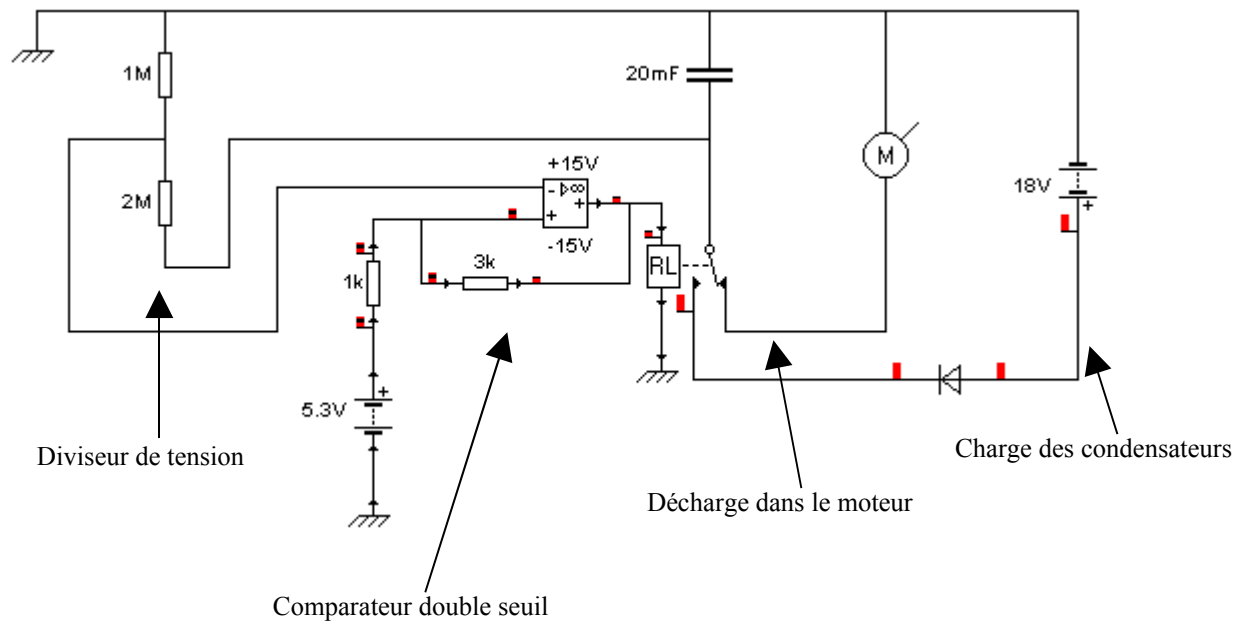 1M
20mF
M
+15V
- ▷∞
+
+
-15V
18V
+
2M
3k
RL
1k
+
5.3V
Diviseur de tension
Charge des condensateurs
Décharge dans le moteur
Comparateur double seuil